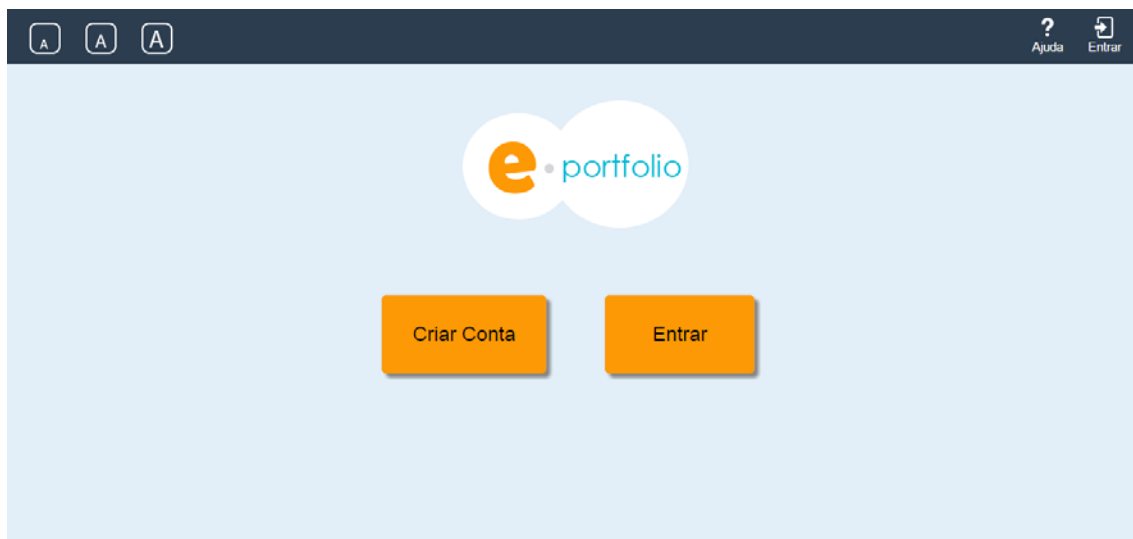 A A A
? Ajuda Entrar
e•portfolio
Criar Conta Entrar